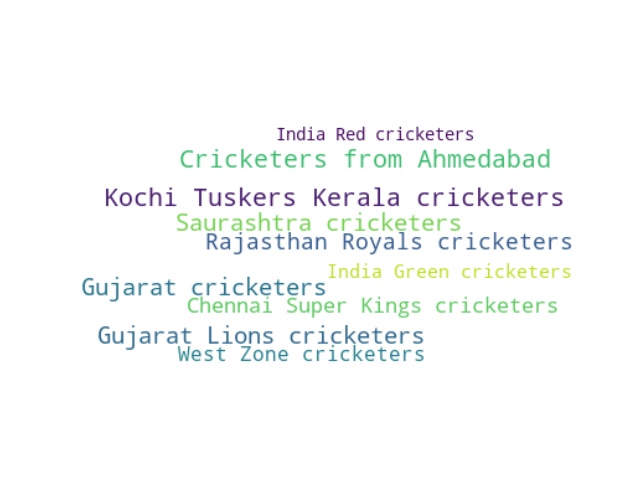 India Red cricketers
Cricketers from Ahmedabad
Kochi Tuskers Kerala cricketers
Saurashtra cricketers
Rajasthan Royals cricketers
India Green cricketers
Gujarat cricketers
Chennai Super Kings cricketers
Gujarat Lions cricketers
West Zone cricketers